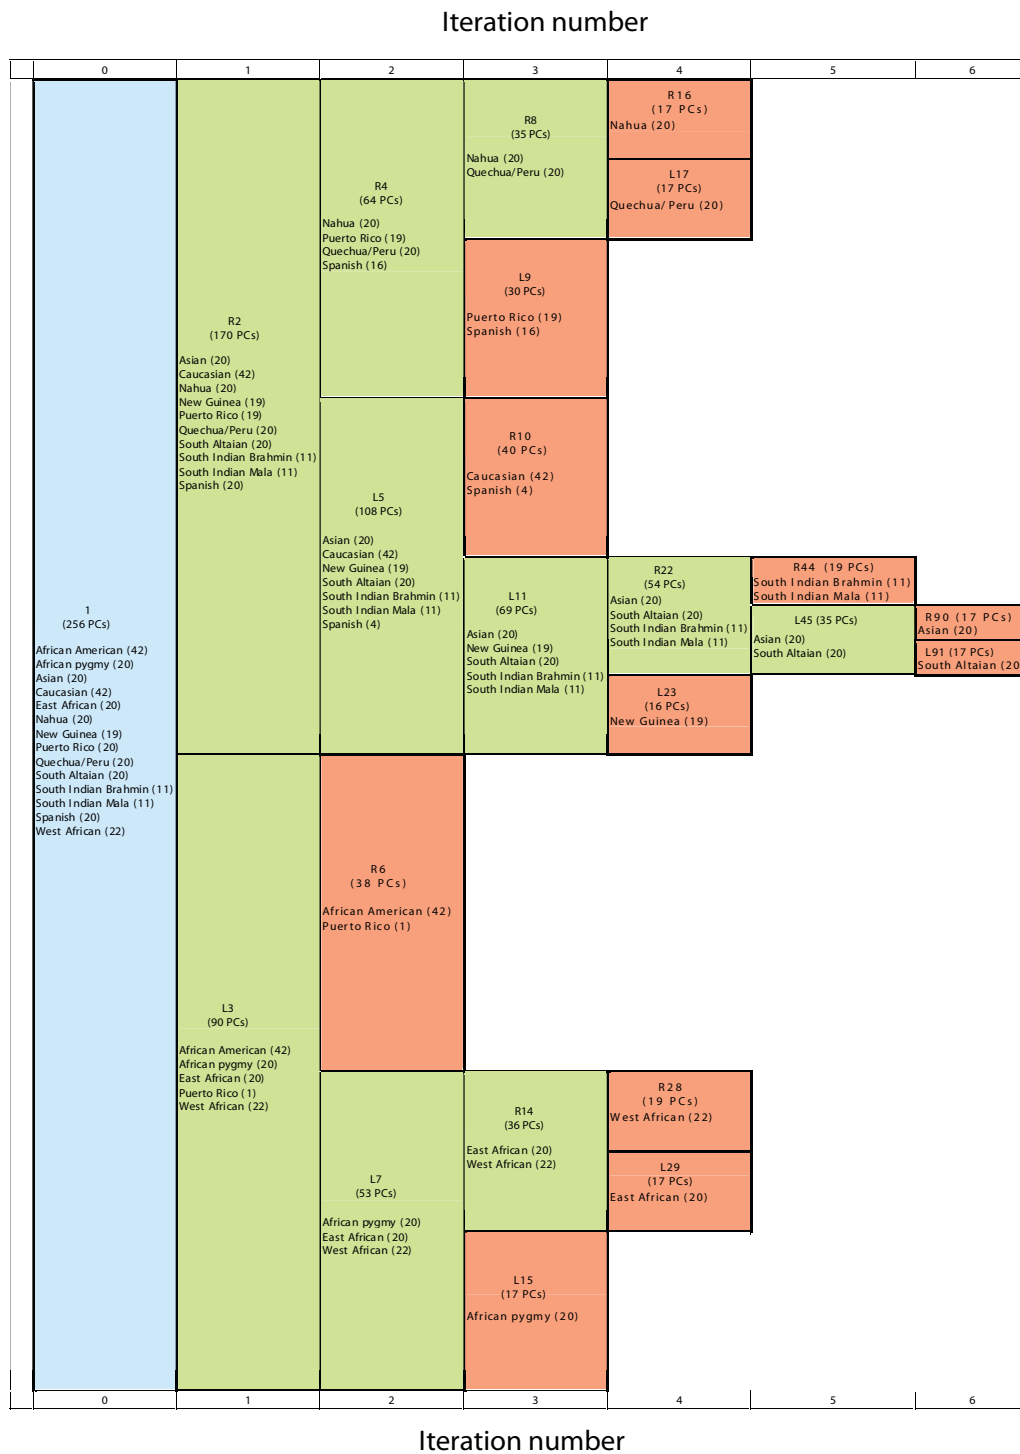 Iteration number
0 1 2 3 4 5 6
1
(256 PCs)
African American (42)
African pygmy (20)
Asian (20)
Caucasian (42)
East African (20)
Nahua (20)
New Guinea (19)
Puerto Rico (20)
Quechua/Peru (20)
South Altaian (20)
South Indian Brahmin (11)
South Indian Mala (11)
Spanish (20)
West African (22)
R2
(170 PCs)
Asian (20)
Caucasian (42)
Nahua (20)
New Guinea (19)
Puerto Rico (19)
Quechua/Peru (20)
South Altaian (20)
South Indian Brahmin (11)
South Indian Mala (11)
Spanish (20)
L3
(90 PCs)
African American (42)
African pygmy (20)
East African (20)
Puerto Rico (1)
West African (22)
R4
(64 PCs)
Nahua (20)
Puerto Rico (19)
Quechua/Peru (20)
Spanish (16)
L5
(108 PCs)
Asian (20)
Caucasian (42)
New Guinea (19)
South Altaian (20)
South Indian Brahmin (11)
South Indian Mala (11)
Spanish (4)
R6
(38 PCs)
African American (42)
Puerto Rico (1)
L7
(53 PCs)
African pygmy (20)
East African (20)
West African (22)
R8
(35 PCs)
Nahua (20)
Quechua/Peru (20)
L9
(30 PCs)
Puerto Rico (19)
Spanish (16)
R10
(40 PCs)
Caucasian (42)
Spanish (4)
L11
(69 PCs)
Asian (20)
New Guinea (19)
South Altaian (20)
South Indian Brahmin (11)
South Indian Mala (11)
R14
(36 PCs)
East African (20)
West African (22)
L15
(17 PCs)
African pygmy (20)
R16
(17 PCs)
Nahua (20)
L17
(17 PCs)
Quechua/ Peru (20)
R22
(54 PCs)
Asian (20)
South Altaian (20)
South Indian Brahmin (11)
South Indian Mala (11)
L23
(16 PCs)
New Guinea (19)
R28
(19 PCs)
West African (22)
L29
(17 PCs)
East African (20)
R44 (19 PCs)
South Indian Brahmin (11)
South Indian Mala (11)
L45 (35 PCs)
Asian (20)
South Altaian (20)
R90 (17 PCs)
Asian (20)
L91 (17 PCs)
South Altaian (20
0 1 2 3 4 5 6
Iteration number